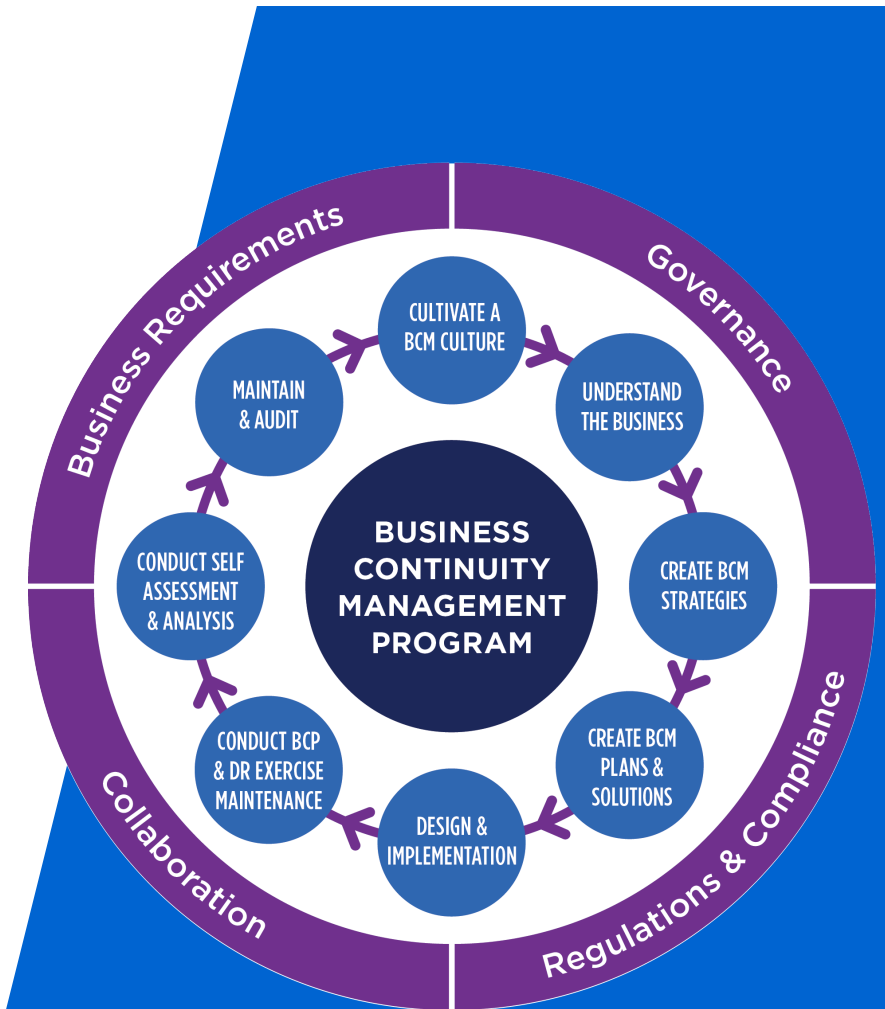 Business Requirements
Governance
CULTIVATE A
BCM CULTURE
UNDERSTAND
THE BUSINESS
CREATE BCM
STRATEGIES
CREATE BCM
PLANS &
SOLUTIONS
DESIGN &
IMPLEMENTATION
CONDUCT BCP
& DR EXERCISE
MAINTENANCE
CONDUCT SELF
ASSESSMENT
& ANALYSIS
MAINTAIN
& AUDIT
BUSINESS
CONTINUITY
MANAGEMENT
PROGRAM
Collaboration
Regulations & Compliance